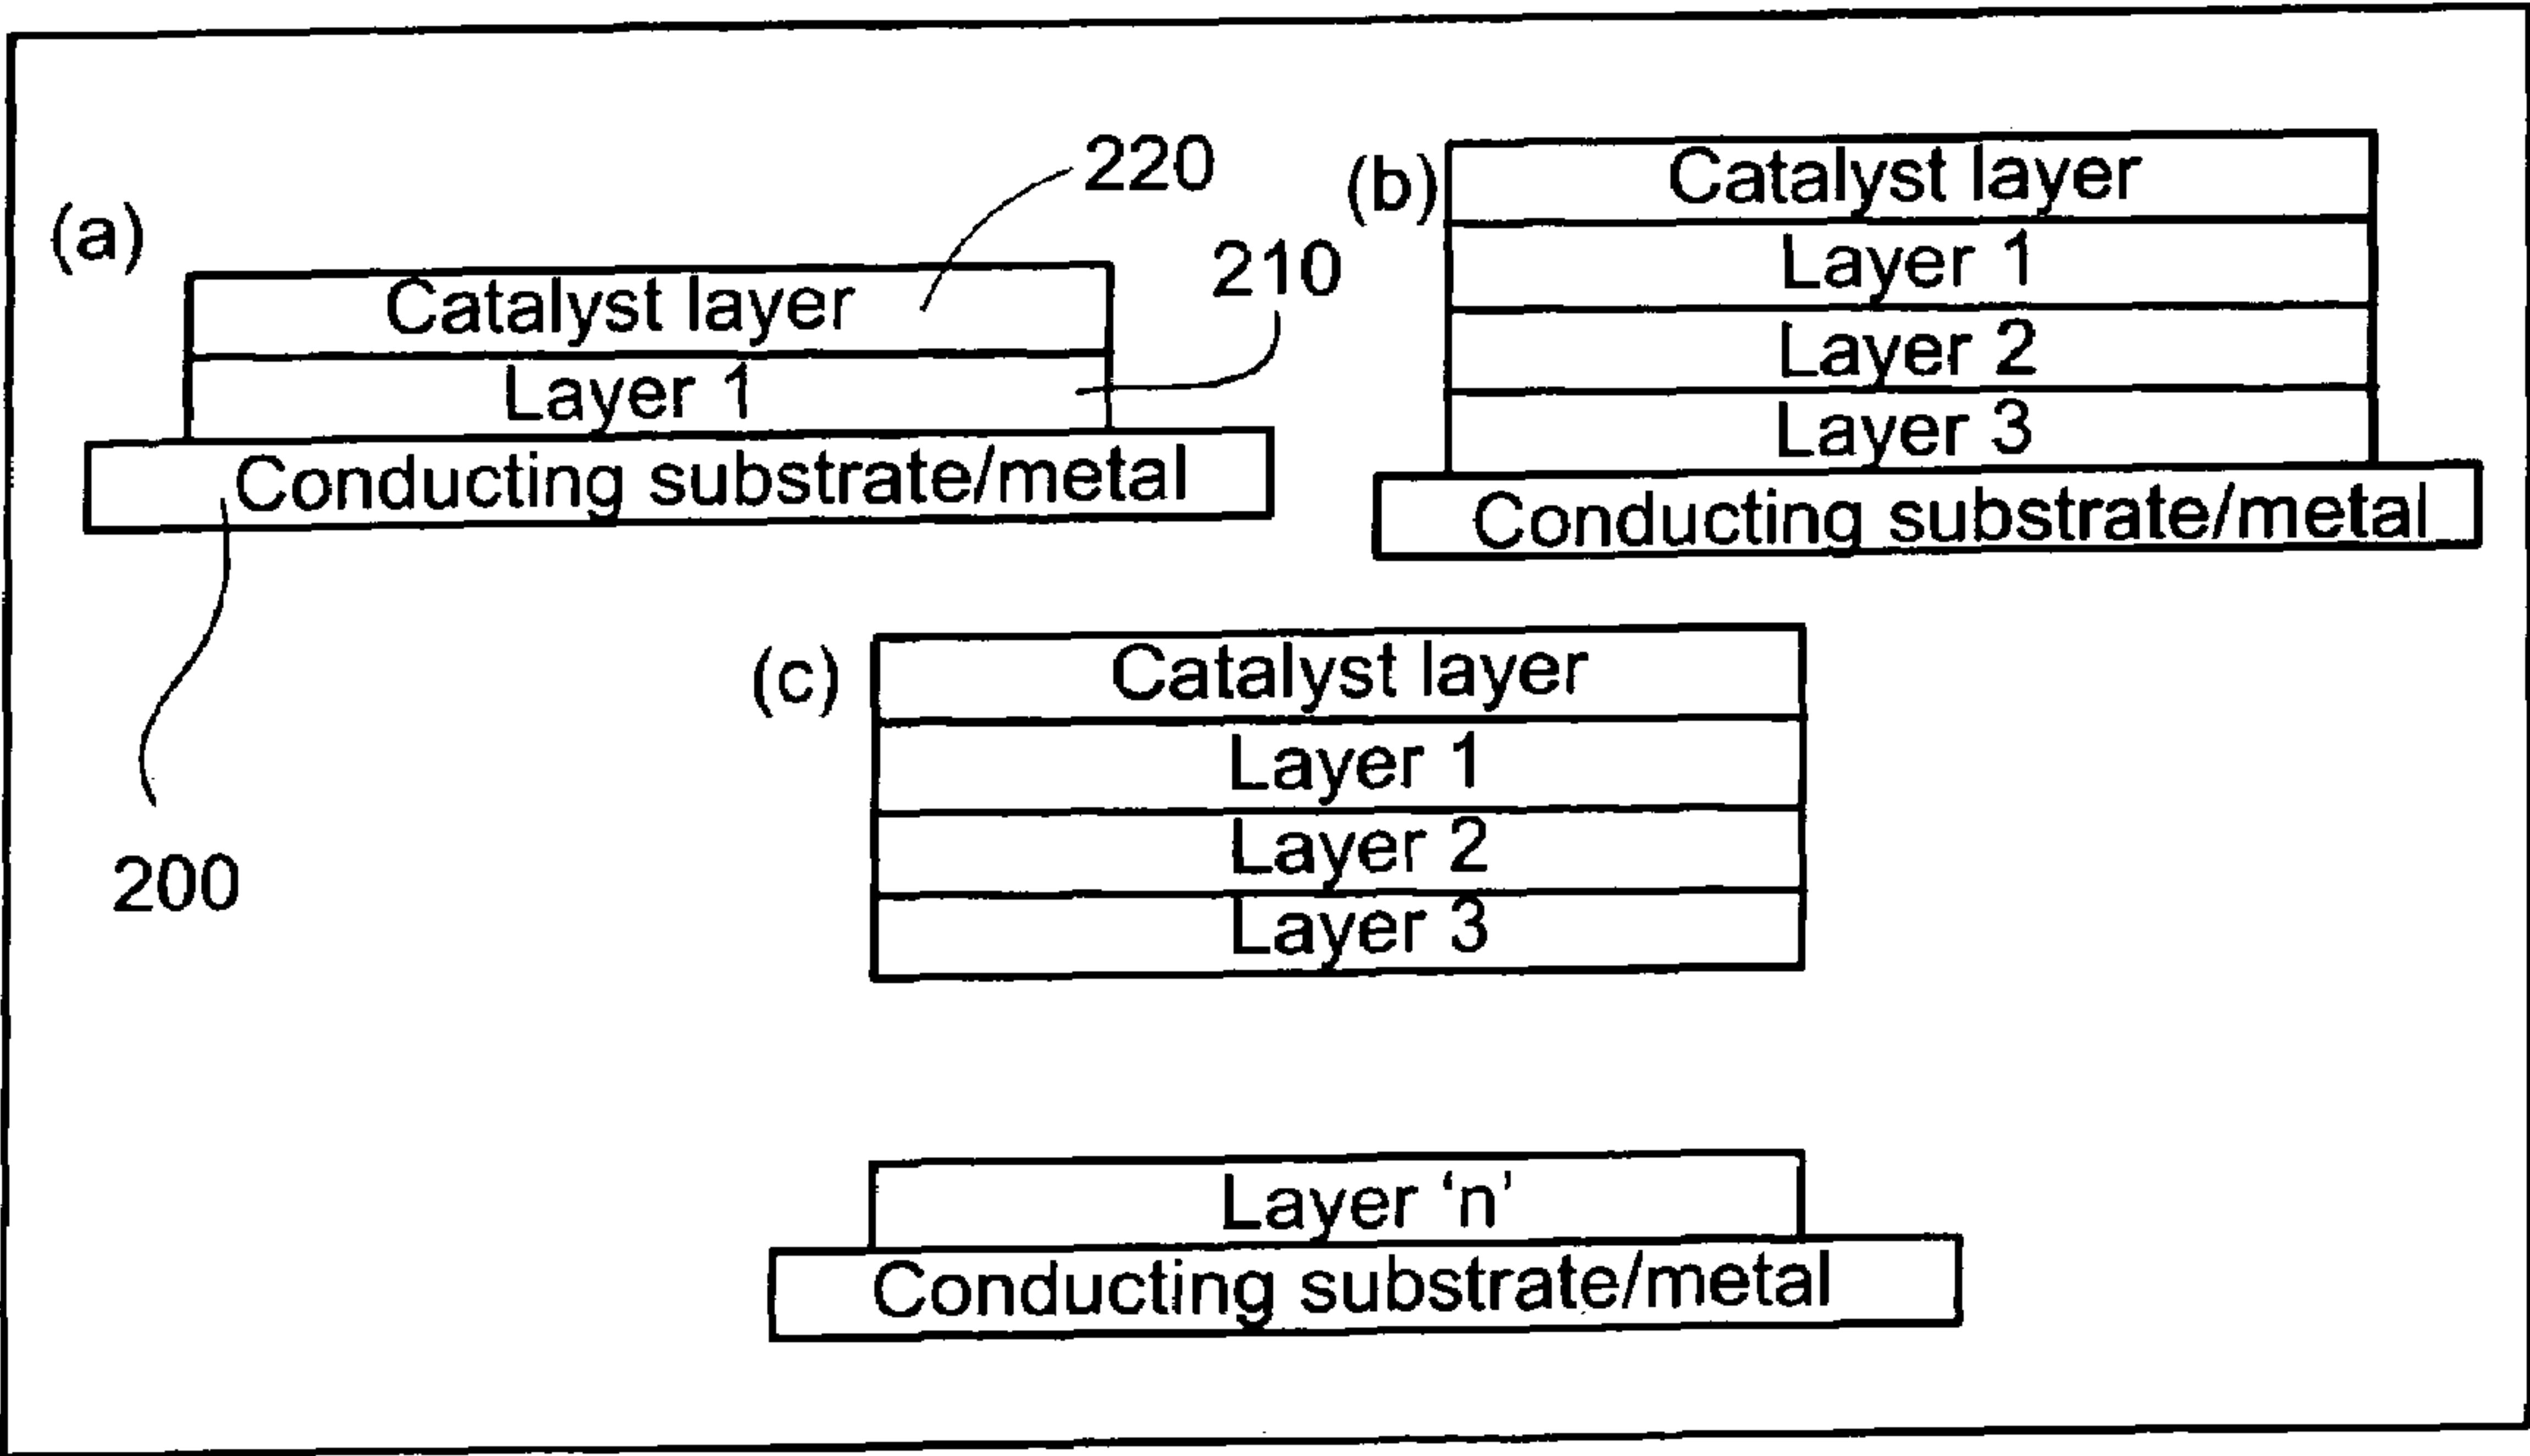 (a)
220
Catalyst layer
210
Layer 1
Conducting substrate/metal
200
(b)
Catalyst layer
Layer 1
Layer 2
Layer 3
Conducting substrate/metal
(c)
Catalyst layer
Layer 1
Layer 2
Layer 3
Layer ‘n’
Conducting substrate/metal